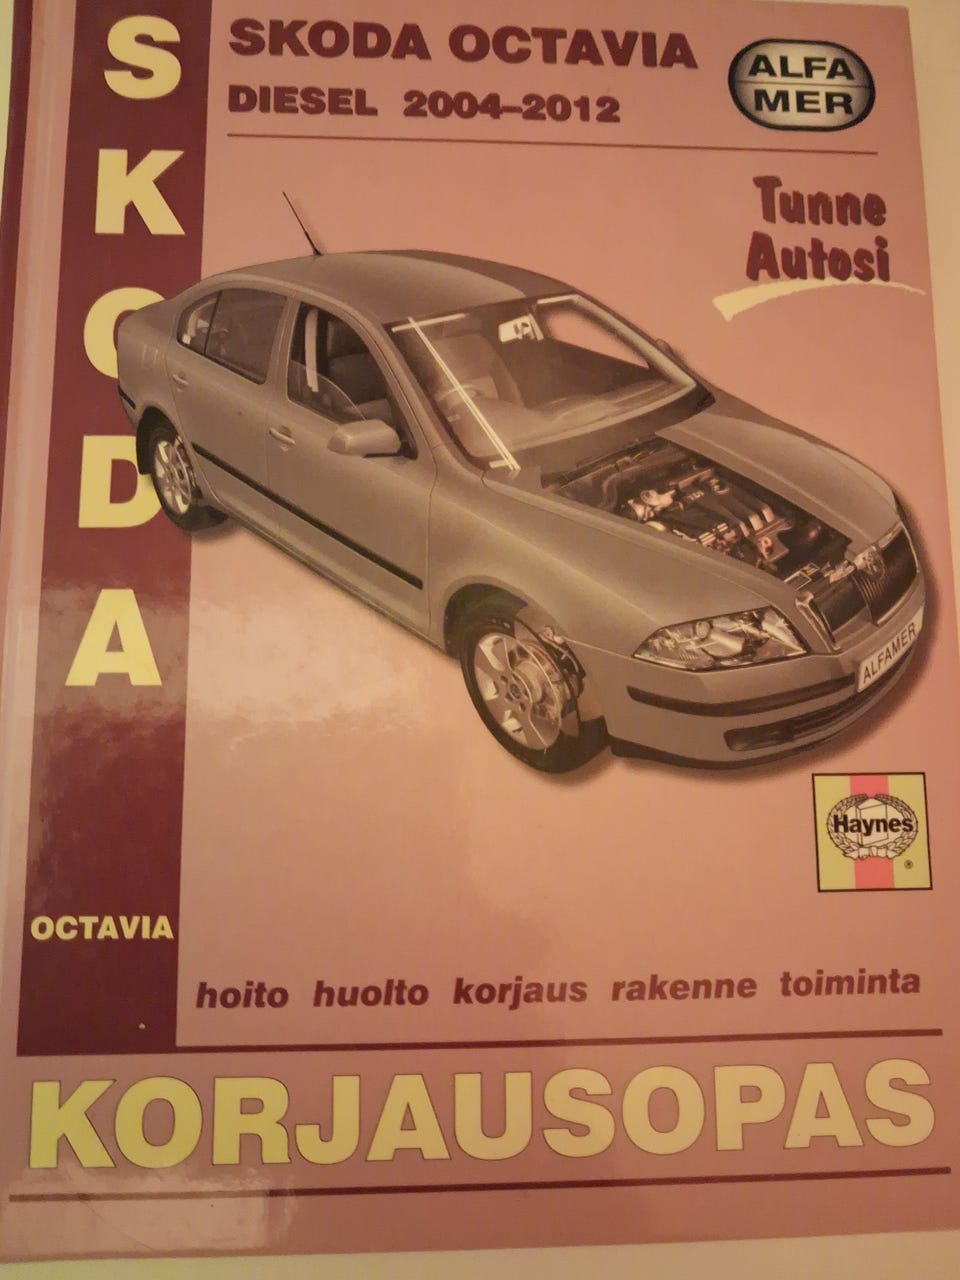 SKODA
SKODA OCTAVIA
DIESEL 2004–2012
ALFA
MER
Tunne
Autosi
ALFAMER
Haynes
®
OCTAVIA
hoito huolto korjaus rakenne toiminta
KORJAUSOPAS